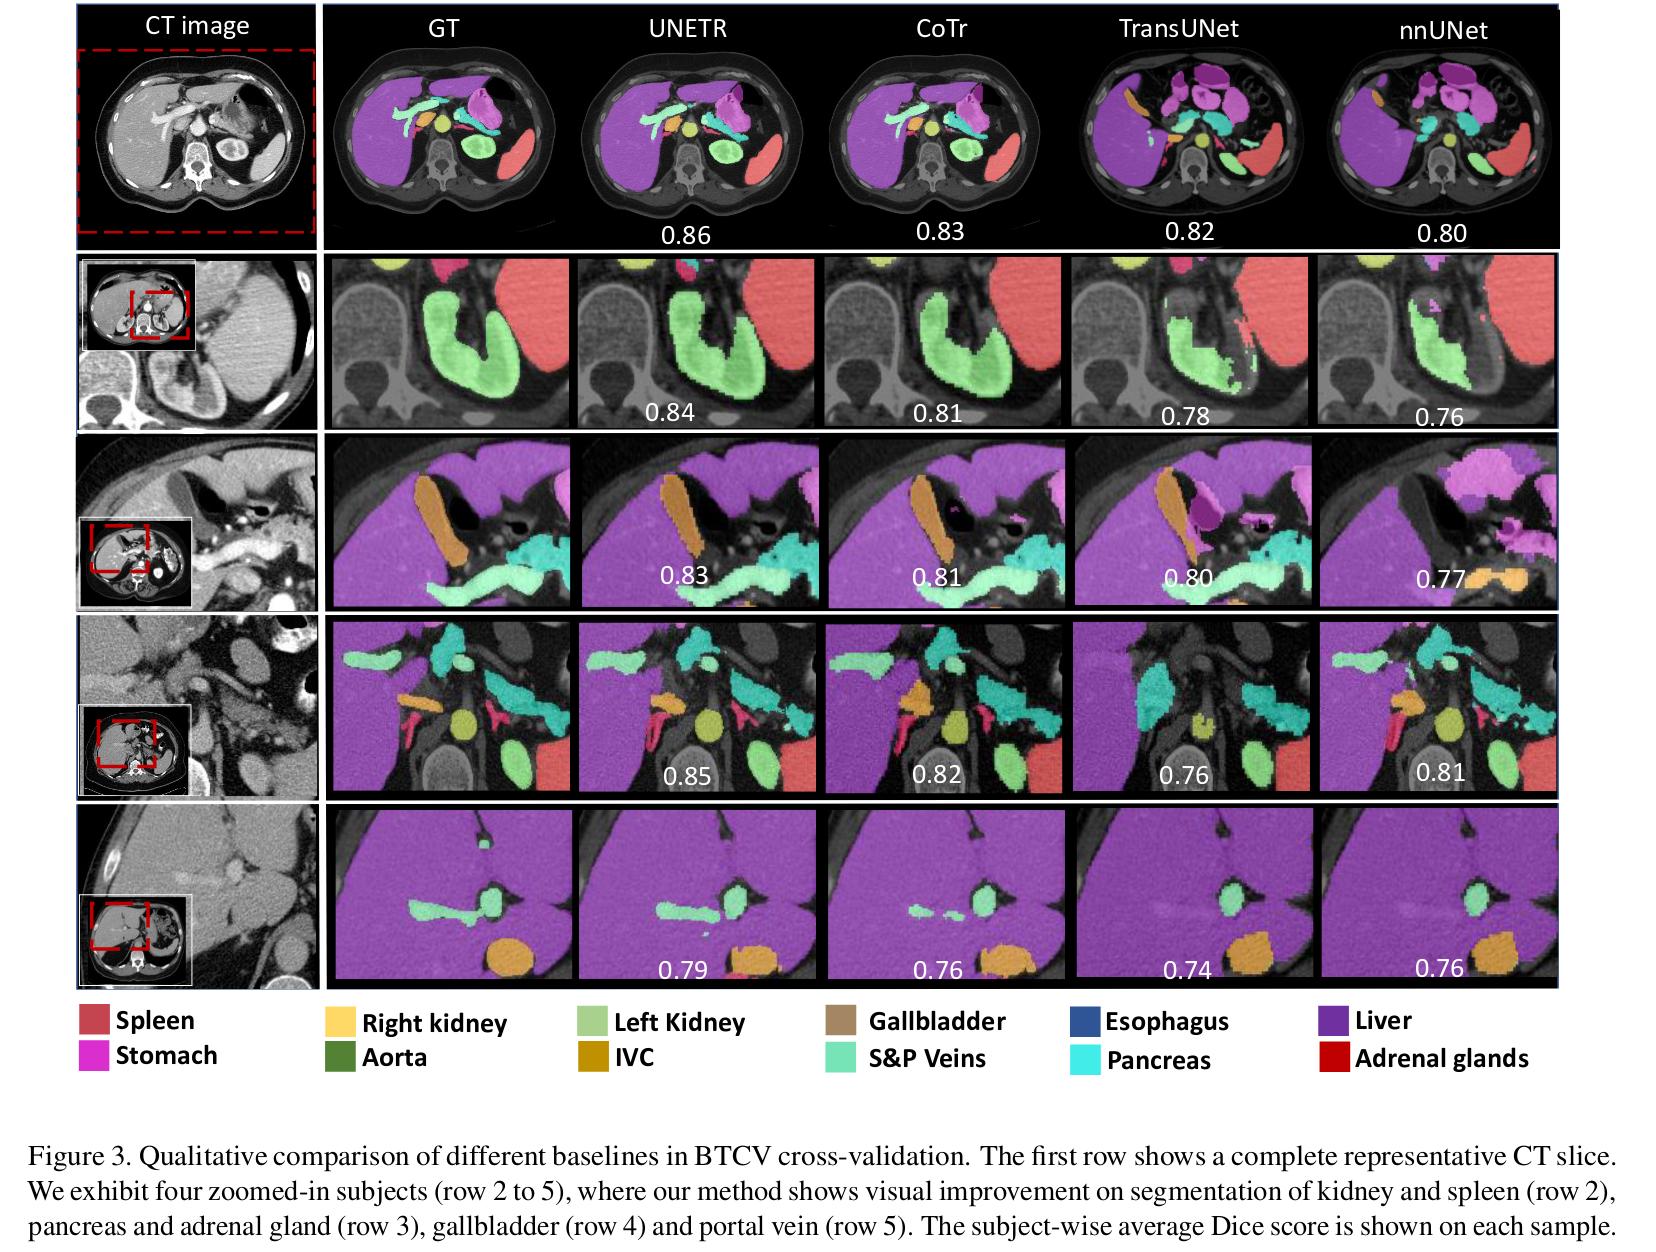 CT image GT UNETR CoTr TransUNet nnUNet
0.86 0.83 0.82 0.80
0.84 0.81 0.78 0.76
0.83 0.81 0.80 0.77
0.85 0.82 0.76 0.81
0.79 0.76 0.74 0.76
Spleen Right kidney Left Kidney Gallbladder Esophagus Liver
Stomach Aorta IVC S&P Veins Pancreas Adrenal glands
Figure 3. Qualitative comparison of different baselines in BTCV cross-validation. The first row shows a complete representative CT slice.
We exhibit four zoomed-in subjects (row 2 to 5), where our method shows visual improvement on segmentation of kidney and spleen (row 2),
pancreas and adrenal gland (row 3), gallbladder (row 4) and portal vein (row 5). The subject-wise average Dice score is shown on each sample.